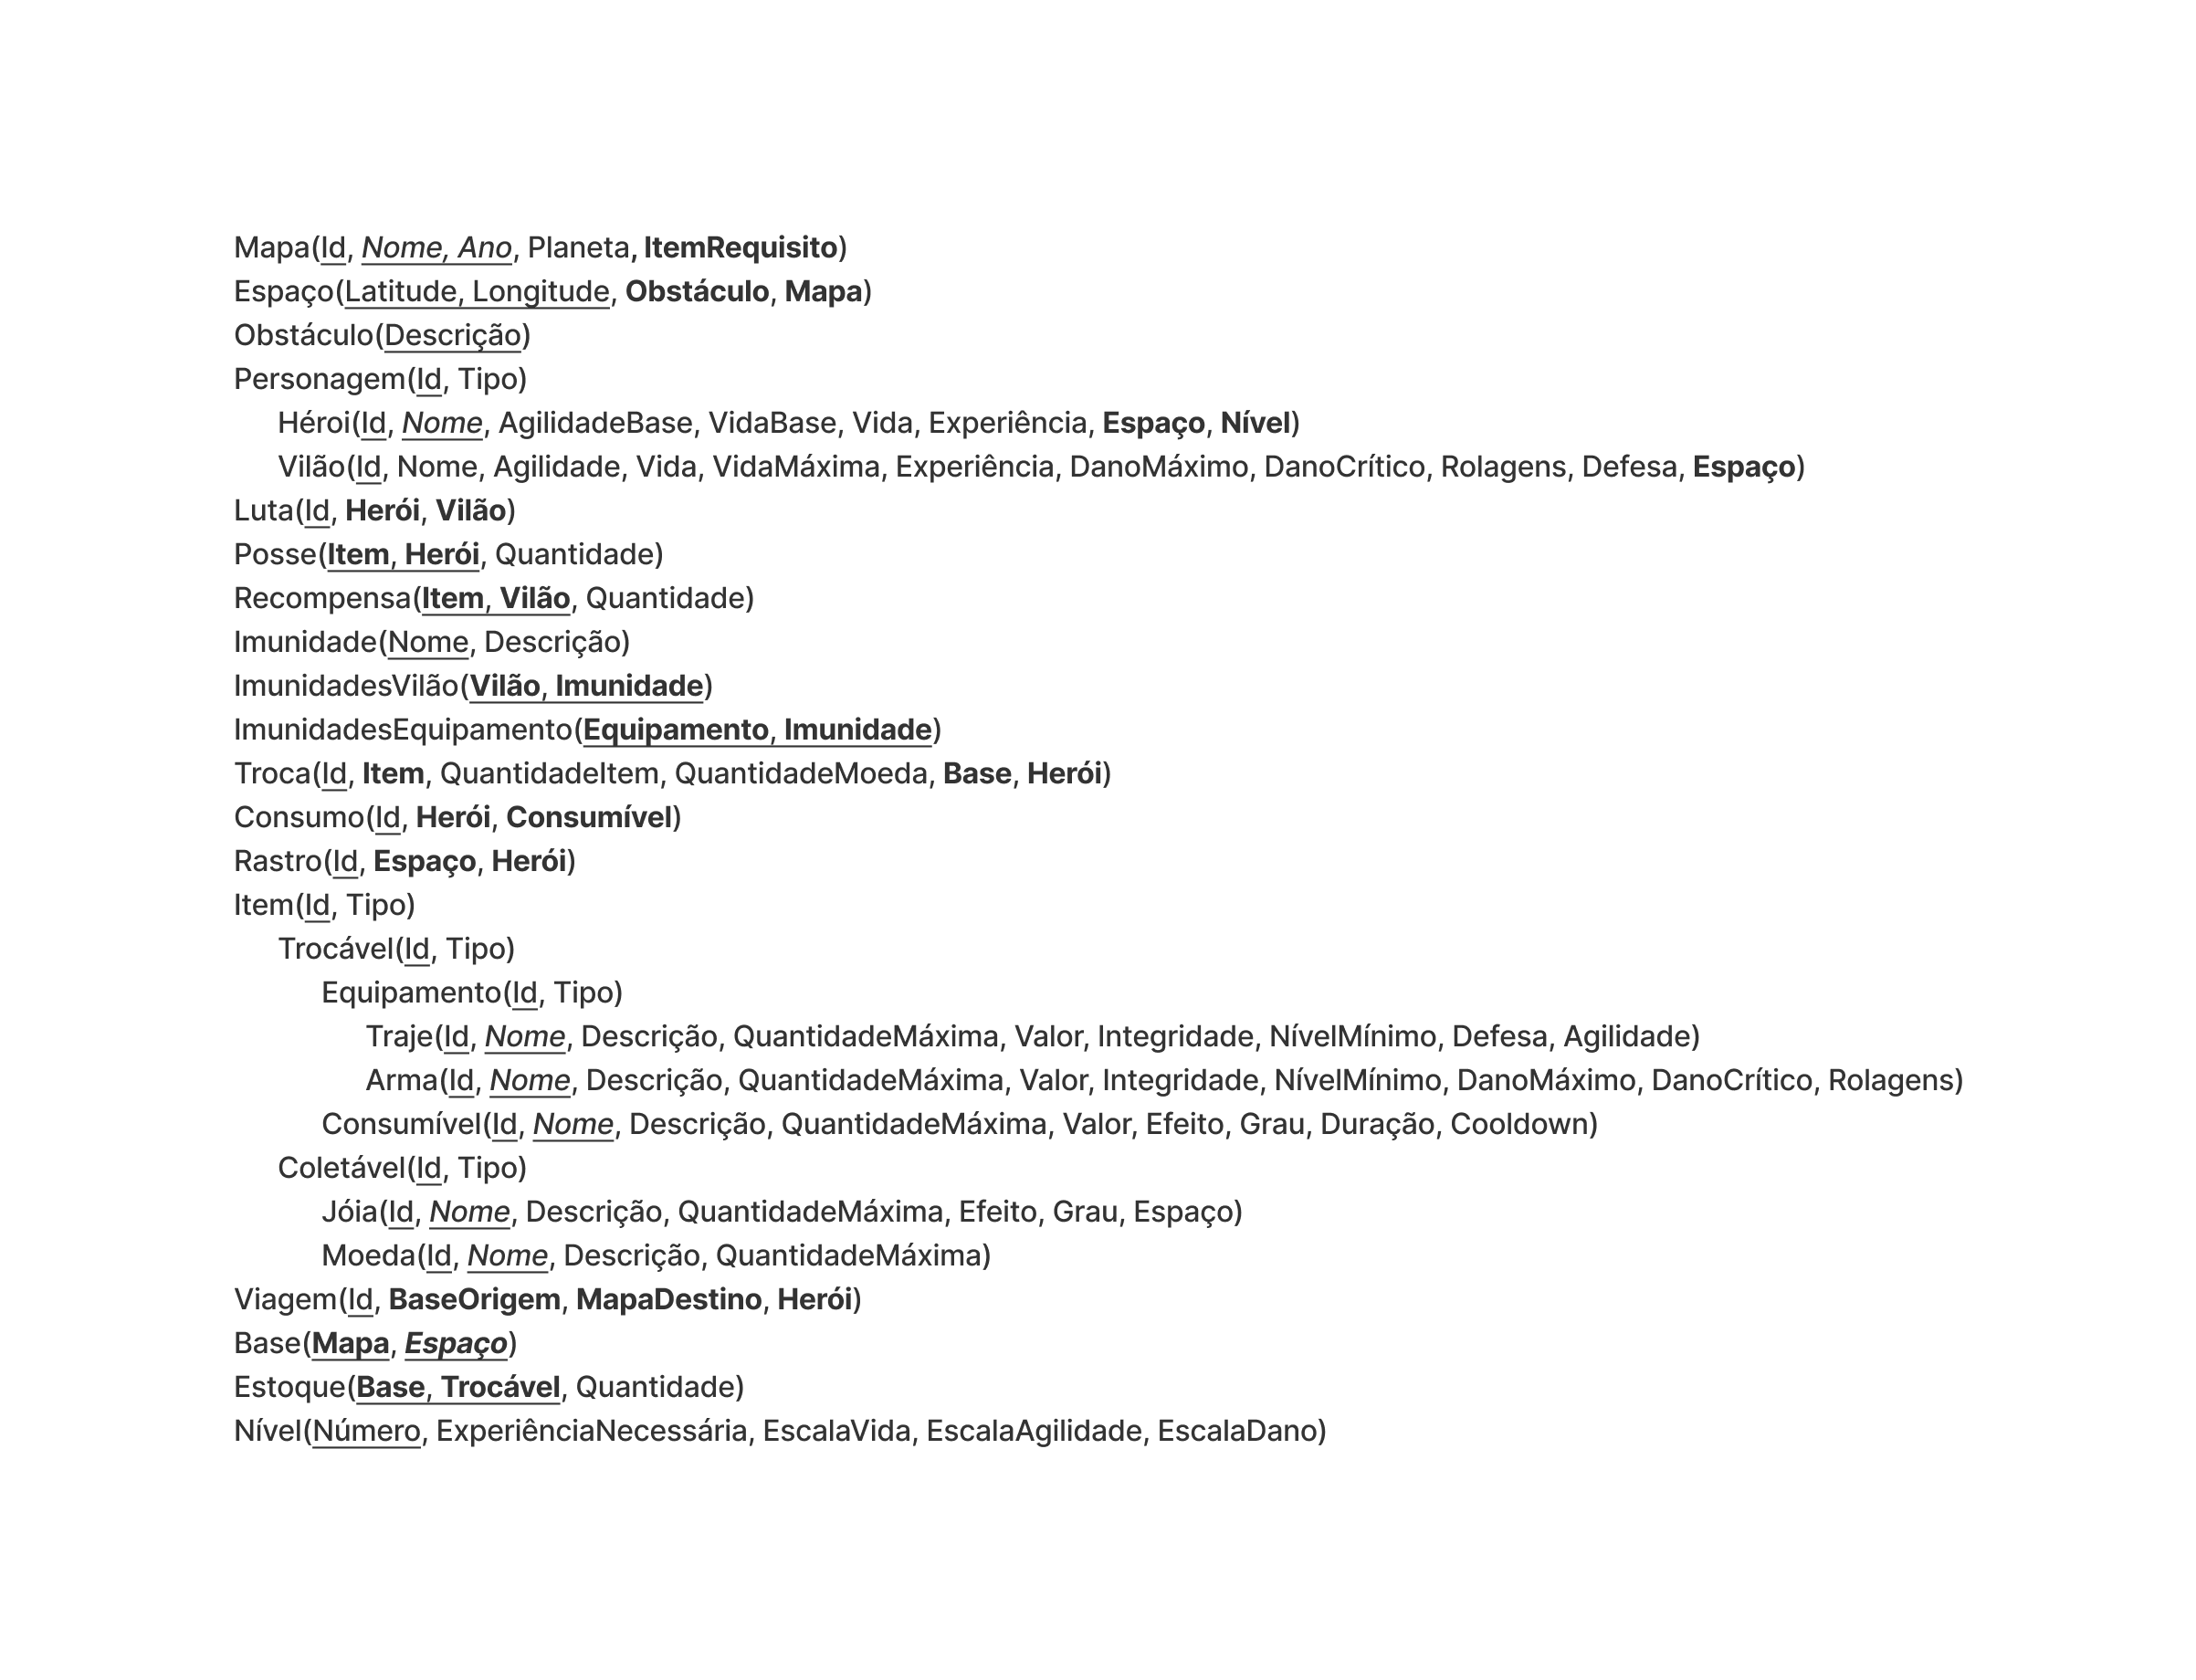 Mapa(Id, Nome, Ano, Planeta, ItemRequisito)
Espaço(Latitude, Longitude, Obstáculo, Mapa)
Obstáculo(Descrição)
Personagem(Id, Tipo)
Héroi(Id, Nome, AgilidadeBase, VidaBase, Vida, Experiência, Espaço, Nível)
Vilão(Id, Nome, Agilidade, Vida, VidaMáxima, Experiência, DanoMáximo, DanoCrítico, Rolagens, Defesa, Espaço)
Luta(Id, Herói, Vilão)
Posse(Item, Herói, Quantidade)
Recompensa(Item, Vilão, Quantidade)
Imunidade(Nome, Descrição)
ImunidadesVilão(Vilão, Imunidade)
ImunidadesEquipamento(Equipamento, Imunidade)
Troca(Id, Item, QuantidadeItem, QuantidadeMoeda, Base, Herói)
Consumo(Id, Herói, Consumível)
Rastro(Id, Espaço, Herói)
Item(Id, Tipo)
Trocável(Id, Tipo)
Equipamento(Id, Tipo)
Traje(Id, Nome, Descrição, QuantidadeMáxima, Valor, Integridade, NívelMínimo, Defesa, Agilidade)
Arma(Id, Nome, Descrição, QuantidadeMáxima, Valor, Integridade, NívelMínimo, DanoMáximo, DanoCrítico, Rolagens)
Consumível(Id, Nome, Descrição, QuantidadeMáxima, Valor, Efeito, Grau, Duração, Cooldown)
Coletável(Id, Tipo)
Jóia(Id, Nome, Descrição, QuantidadeMáxima, Efeito, Grau, Espaço)
Moeda(Id, Nome, Descrição, QuantidadeMáxima)
Viagem(Id, BaseOrigem, MapaDestino, Herói)
Base(Mapa, Espaço)
Estoque(Base, Trocável, Quantidade)
Nível(Número, ExperiênciaNecessária, EscalaVida, EscalaAgilidade, EscalaDano)